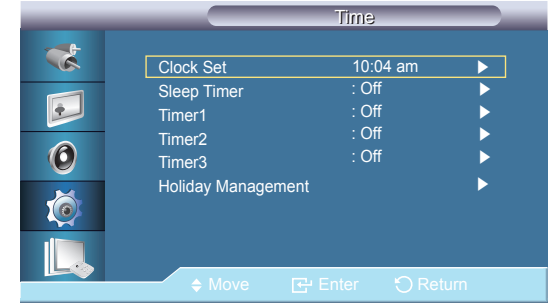 Time
Clock Set 10:04 am
Sleep Timer : Off
Timer1 : Off
Timer2 : Off
Timer3 : Off
Holiday Management
Move Enter Return